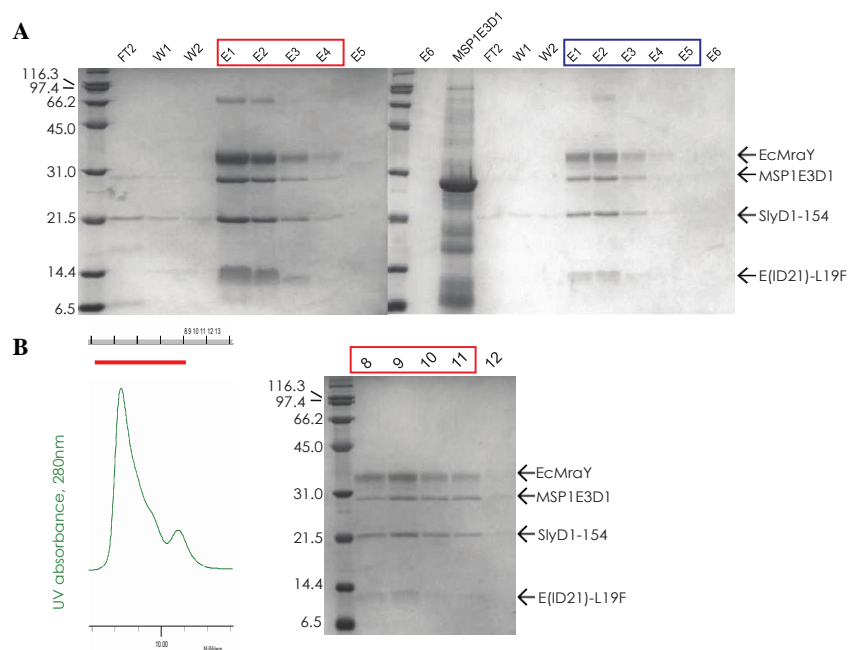 A
FT2 W1 W2 E1 E2 E3 E4 E5 E6 MSP1E3D1 FT2 W1 W2 E1 E2 E3 E4 E5 E6
116.3
97.4
66.2
45.0
31.0
21.5
14.4
6.5
EcMraY
MSP1E3D1
SlyD1-154
E(ID21)-L19F
B
8 9 10 11 12 13
UV absorbance, 280nm
10.00
8 9 10 11 12
116.3
97.4
66.2
45.0
31.0
21.5
14.4
6.5
EcMraY
MSP1E3D1
SlyD1-154
E(ID21)-L19F